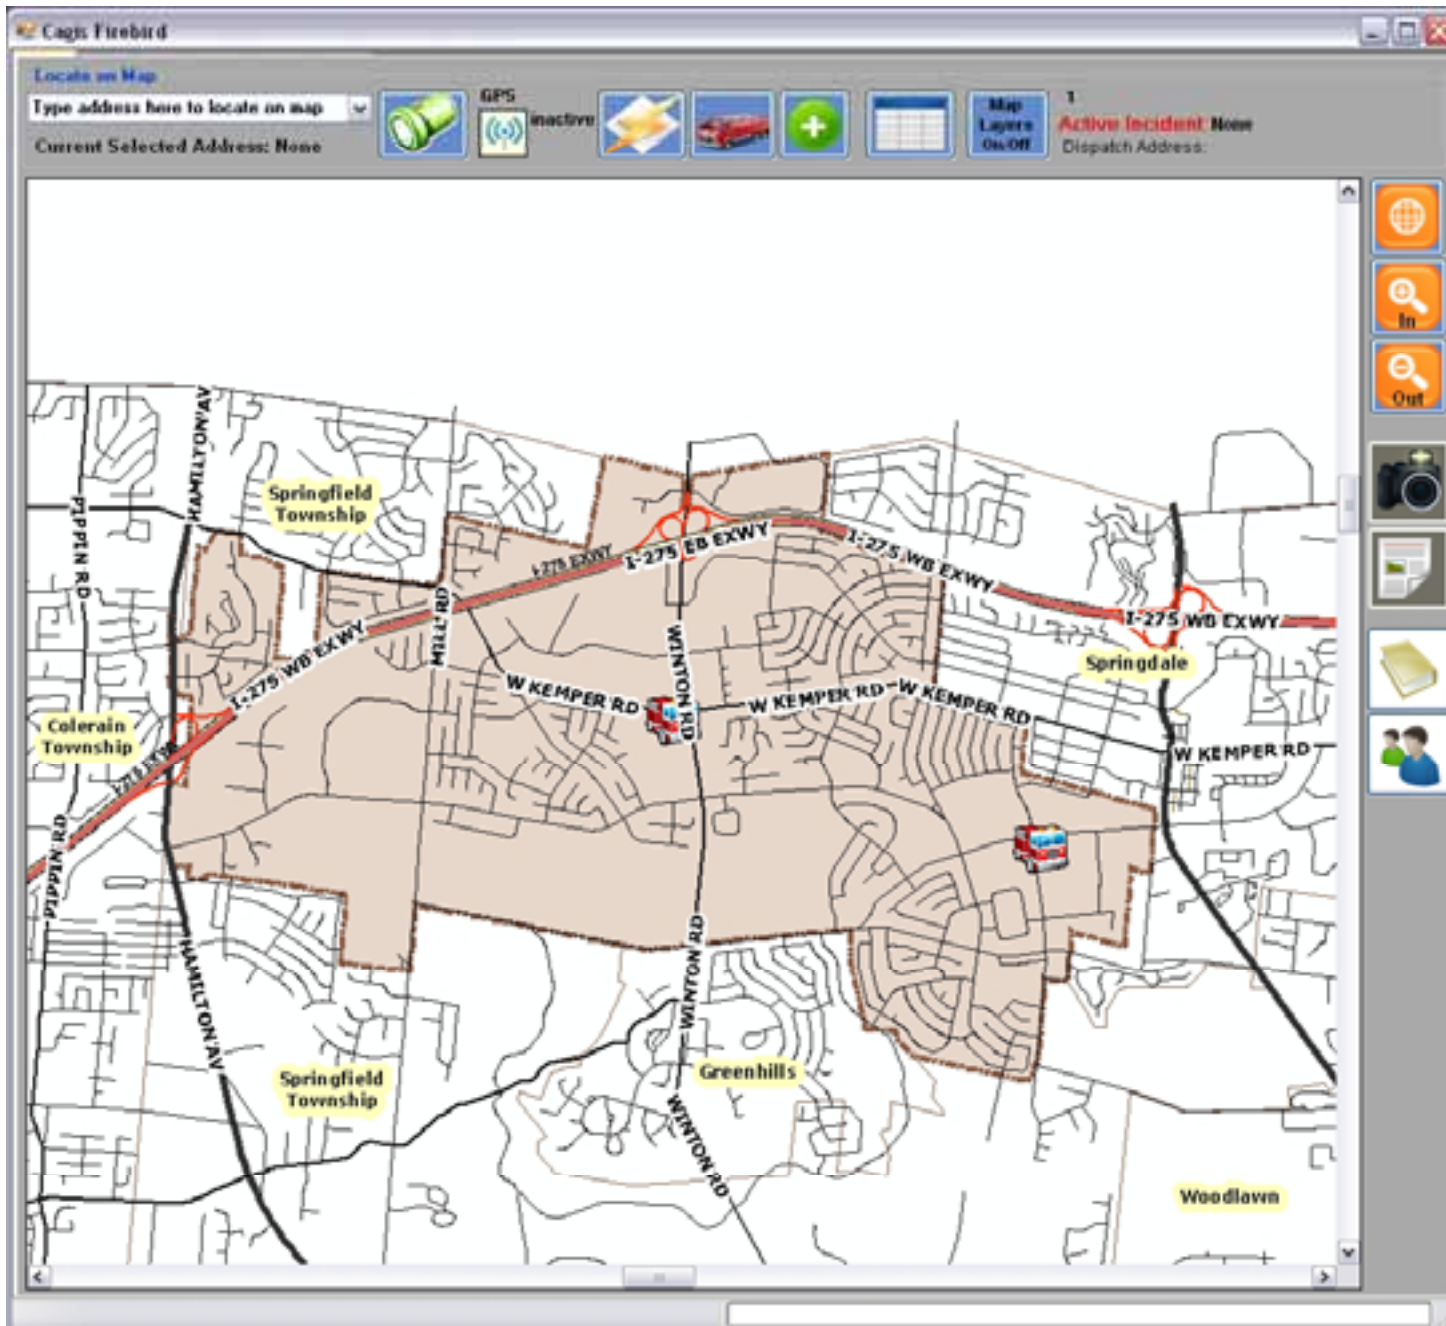 Cagis Firebird
Locate on Map
Type address here to locate on map
Current Selected Address: None
GPS
inactive
Map
Layers
On/Off
1
Active Incident: None
Dispatch Address:
In
Out
HAMILTON AV
PIPPIN RD
Springfield
Township
I-275 EXWY
I-275 EB EXWY
I-275 WB EXWY
I-275 WB EXWY
MILL RD
I-275 WB EXWY
WINTON RD
Springdale
W KEMPER RD
W KEMPER RD
W KEMPER RD
W KEMPER RD
Colerain
Township
PIPPIN RD
HAMILTON AV
WINTON RD
Springfield
Township
Greenhills
WINTON RD
Woodlawn